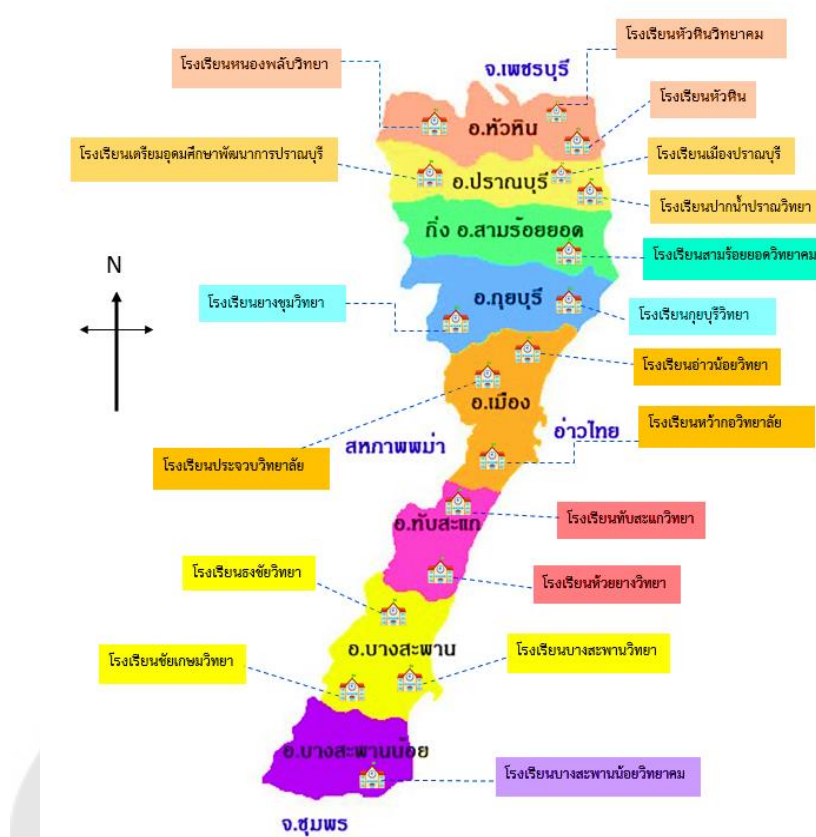 โรงเรียนหัวหินวิทยาคม
โรงเรียนหนองพลับวิทยา
จ.เพชรบุรี
โรงเรียนหัวหิน
อ.หัวหิน
โรงเรียนเตรียมอุดมศึกษาพัฒนาการปราณบุรี
โรงเรียนเมืองปราณบุรี
อ.ปราณบุรี
โรงเรียนปากน้ำปราณวิทยา
กิ่ง อ.สามร้อยยอด
โรงเรียนสามร้อยยอดวิทยาคม
N
อ.กุยบุรี
โรงเรียนยางชุมวิทยา
โรงเรียนกุยบุรีวิทยา
โรงเรียนอ่าวน้อยวิทยา
อ.เมือง
โรงเรียนหว้ากอวิทยาลัย
อ่าวไทย
สหภาพพม่า
โรงเรียนประจวบวิทยาลัย
โรงเรียนทับสะแกวิทยา
อ.ทับสะแก
โรงเรียนธงชัยวิทยา
โรงเรียนห้วยยางวิทยา
อ.บางสะพาน
โรงเรียนบางสะพานวิทยา
โรงเรียนชัยเกษมวิทยา
อ.บางสะพานน้อย
โรงเรียนบางสะพานน้อยวิทยาคม
จ.ชุมพร